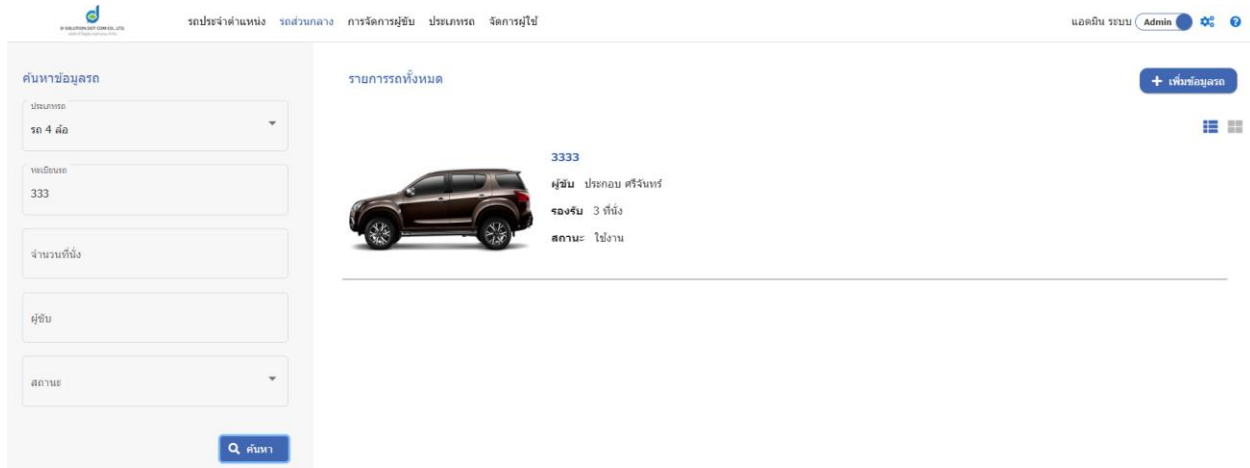 D-SOLUTION DOT COM CO., LTD.
รถประจำตำแหน่ง รถส่วนกลาง การจัดการผู้ขับ ประเภทรถ จัดการผู้ใช้
แอดมิน ระบบ Admin
ค้นหาข้อมูลรถ
ประเภทรถ
รถ 4 ล้อ
ทะเบียนรถ
333
จำนวนที่นั่ง
ผู้ขับ
สถานะ
ค้นหา
รายการรถทั้งหมด
+ เพิ่มข้อมูลรถ
3333
ผู้ขับ ประกอบ ศรีจันทร์
รองรับ 3 ที่นั่ง
สถานะ ใช้งาน